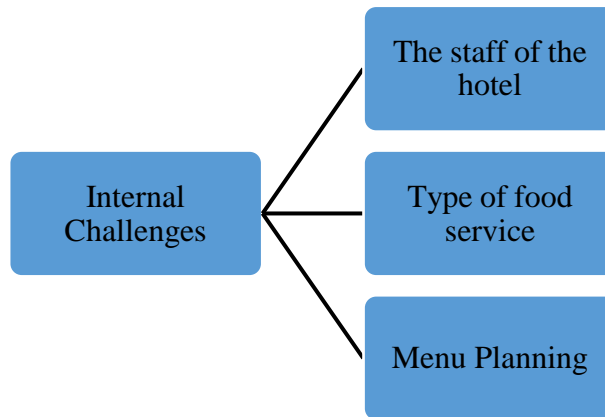 Internal
Challenges
The staff of the
hotel
Type of food
service
Menu Planning